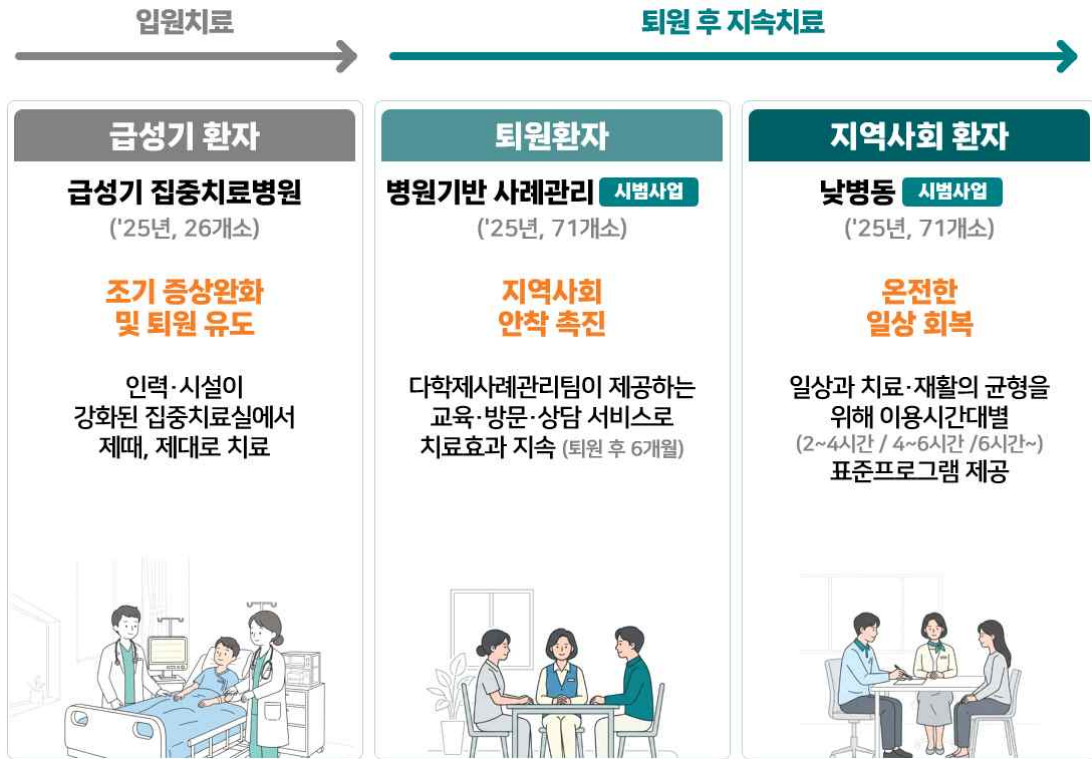 입원치료
퇴원 후 지속치료
급성기 환자
급성기 집중치료병원
('25년, 26개소)
조기 증상완화
및 퇴원 유도
인력·시설이
강화된 집중치료실에서
제때, 제대로 치료
퇴원환자
병원기반 사례관리 시범사업
('25년, 71개소)
지역사회
안착 촉진
다학제사례관리팀이 제공하는
교육·방문·상담 서비스로
치료효과 지속 (퇴원 후 6개월)
지역사회 환자
낮병동 시범사업
('25년, 71개소)
온전한
일상 회복
일상과 치료·재활의 균형을
위해 이용시간대별
(2~4시간 / 4~6시간 /6시간~)
표준프로그램 제공